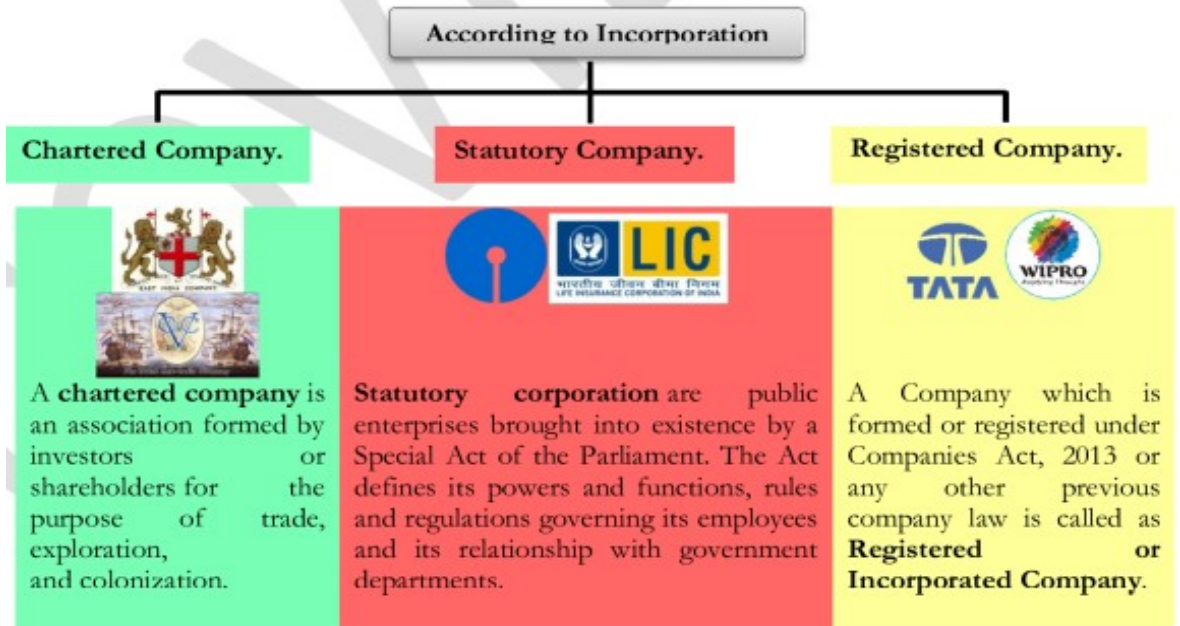 According to Incorporation
Chartered Company.
Statutory Company.
Registered Company.
EAST INDIA COMPANY
VOC
LIC
भारतीय जीवन बीमा निगम
LIFE INSURANCE CORPORATION OF INDIA
TATA
WIPRO
Applying Thought
A chartered company is
an association formed by
investors or
shareholders for the
purpose of trade,
exploration,
and colonization.
Statutory corporation are public
enterprises brought into existence by a
Special Act of the Parliament. The Act
defines its powers and functions, rules
and regulations governing its employees
and its relationship with government
departments.
A Company which is
formed or registered under
Companies Act, 2013 or
any other previous
company law is called as
Registered or
Incorporated Company.